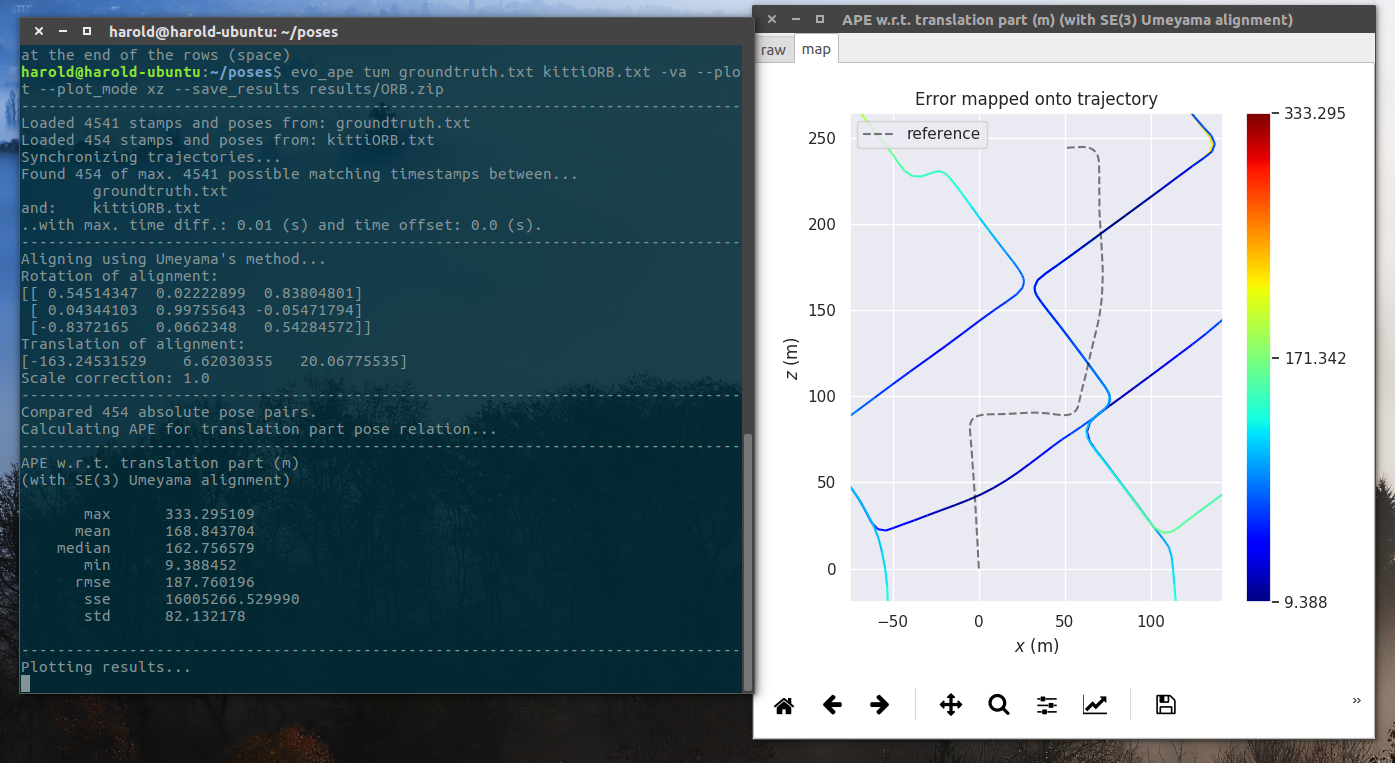 harold@harold-ubuntu: ~/poses
at the end of the rows (space)
harold@harold-ubuntu:~/poses$ evo_ape tum groundtruth.txt kittiORB.txt -va --plo
t --plot_mode xz --save_results results/ORB.zip
--------------------------------------------------------------------------------
Loaded 4541 stamps and poses from: groundtruth.txt
Loaded 454 stamps and poses from: kittiORB.txt
Synchronizing trajectories...
Found 454 of max. 4541 possible matching timestamps between...
        groundtruth.txt
and:    kittiORB.txt
..with max. time diff.: 0.01 (s) and time offset: 0.0 (s).
--------------------------------------------------------------------------------
Aligning using Umeyama's method...
Rotation of alignment:
[[ 0.54514347  0.02222899  0.83804801]
 [ 0.04344103  0.99755643 -0.05471794]
 [-0.8372165   0.0662348   0.54284572]]
Translation of alignment:
[-163.24531529    6.62030355   20.06775535]
Scale correction: 1.0
--------------------------------------------------------------------------------
Compared 454 absolute pose pairs.
Calculating APE for translation part pose relation...
--------------------------------------------------------------------------------
APE w.r.t. translation part (m)
(with SE(3) Umeyama alignment)
       max      333.295109
      mean      168.843704
    median      162.756579
       min      9.388452
      rmse      187.760196
       sse      16005266.529990
       std      82.132178
--------------------------------------------------------------------------------
Plotting results...
APE w.r.t. translation part (m) (with SE(3) Umeyama alignment)
raw map
Error mapped onto trajectory
reference
250
200
150
100
50
0
z (m)
−50 0 50 100
x (m)
333.295
171.342
9.388
»